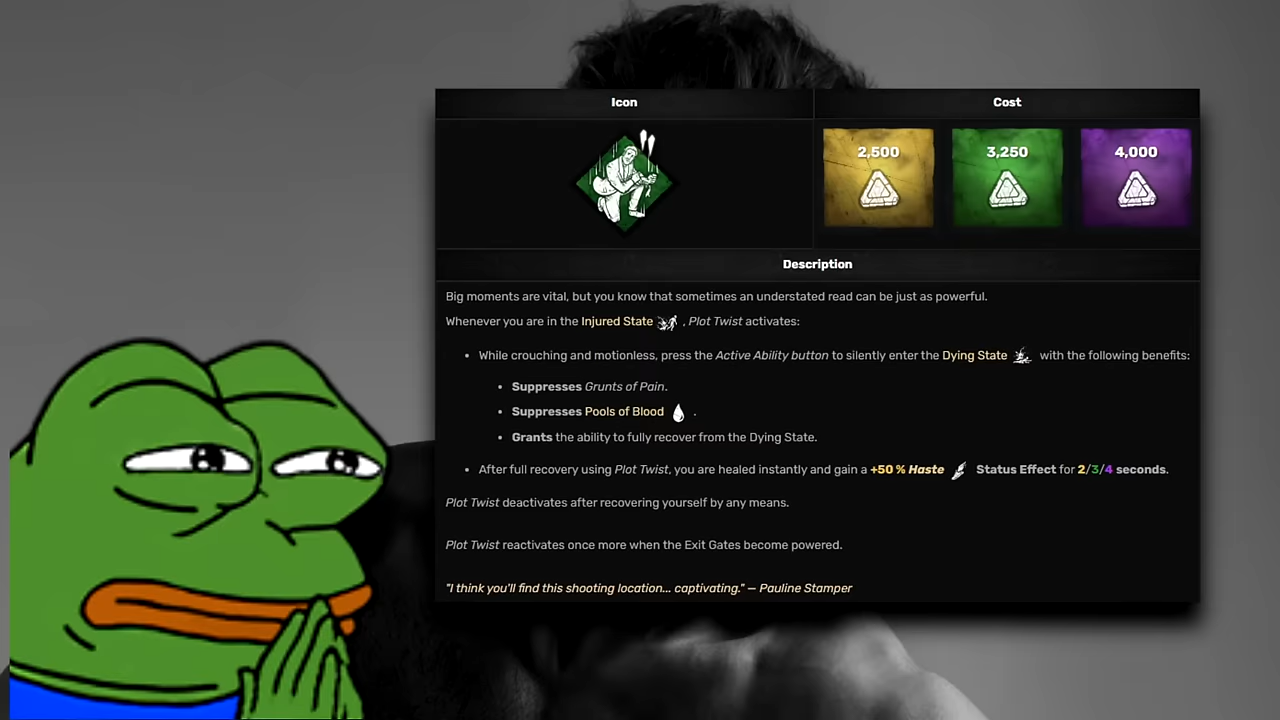 Icon
Cost
2,500
3,250
4,000
Description
Big moments are vital, but you know that sometimes an understated read can be just as powerful.
Whenever you are in the Injured State , Plot Twist activates:
• While crouching and motionless, press the Active Ability button to silently enter the Dying State with the following benefits:
• Suppresses Grunts of Pain.
• Suppresses Pools of Blood .
• Grants the ability to fully recover from the Dying State.
• After full recovery using Plot Twist, you are healed instantly and gain a +50 % Haste Status Effect for 2/3/4 seconds.
Plot Twist deactivates after recovering yourself by any means.
Plot Twist reactivates once more when the Exit Gates become powered.
"I think you'll find this shooting location... captivating." — Pauline Stamper